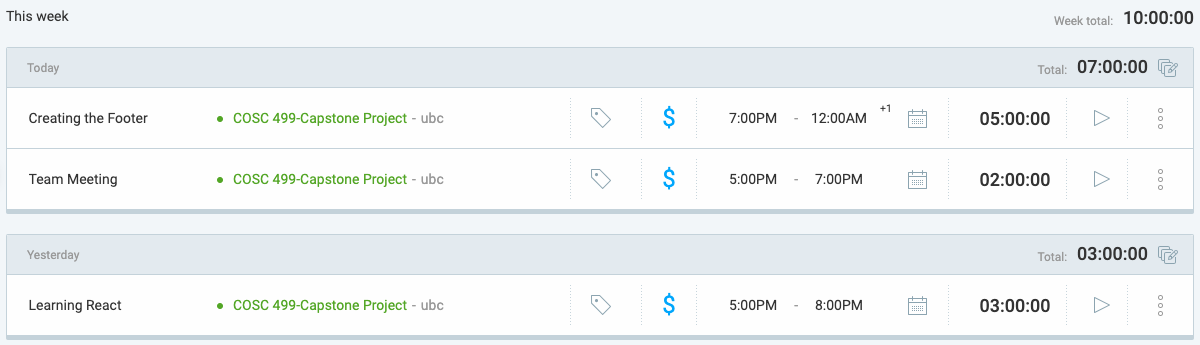 This week
Week total: 10:00:00
Today
Total: 07:00:00
Creating the Footer COSC 499-Capstone Project - ubc $ 7:00PM - 12:00AM +1 05:00:00
Team Meeting COSC 499-Capstone Project - ubc $ 5:00PM - 7:00PM 02:00:00
Yesterday
Total: 03:00:00
Learning React COSC 499-Capstone Project - ubc $ 5:00PM - 8:00PM 03:00:00